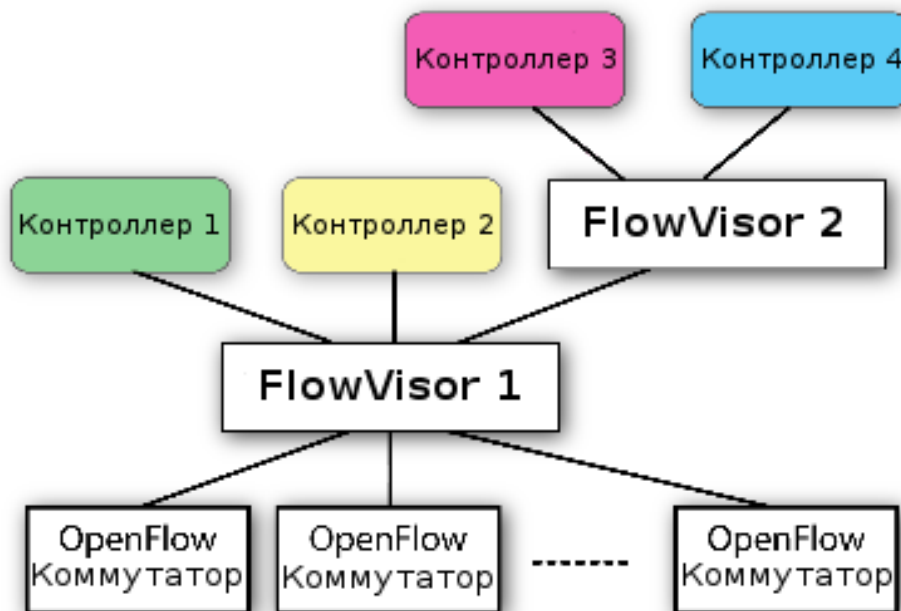 Контроллер 3
Контроллер 4
Контроллер 1
Контроллер 2
FlowVisor 2
FlowVisor 1
OpenFlow
Коммутатор
OpenFlow
Коммутатор
OpenFlow
Коммутатор